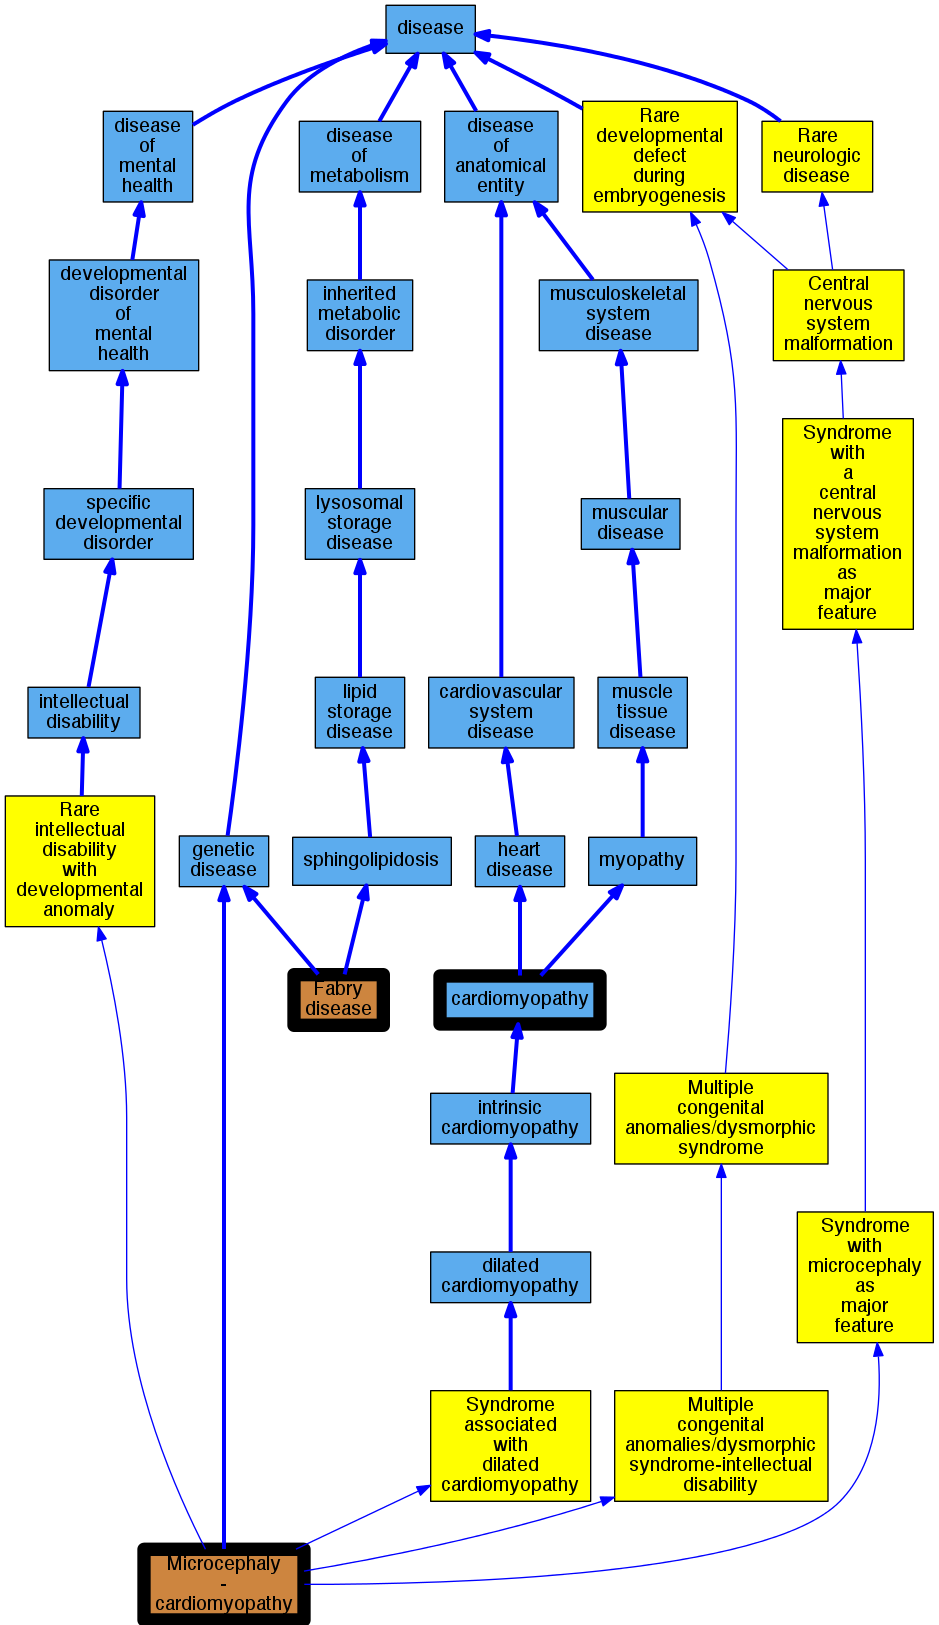 disease
disease
of
mental
health
disease
of
metabolism
disease
of
anatomical
entity
Rare
developmental
defect
during
embryogenesis
Rare
neurologic
disease
developmental
disorder
of
mental
health
inherited
metabolic
disorder
musculoskeletal
system
disease
Central
nervous
system
malformation
specific
developmental
disorder
lysosomal
storage
disease
muscular
disease
Syndrome
with
a
central
nervous
system
malformation
as
major
feature
intellectual
disability
lipid
storage
disease
cardiovascular
system
disease
muscle
tissue
disease
Rare
intellectual
disability
with
developmental
anomaly
genetic
disease
sphingolipidosis
heart
disease
myopathy
Fabry
disease
cardiomyopathy
intrinsic
cardiomyopathy
Multiple
congenital
anomalies/dysmorphic
syndrome
dilated
cardiomyopathy
Syndrome
with
microcephaly
as
major
feature
Syndrome
associated
with
dilated
cardiomyopathy
Multiple
congenital
anomalies/dysmorphic
syndrome-intellectual
disability
Microcephaly
-
cardiomyopathy